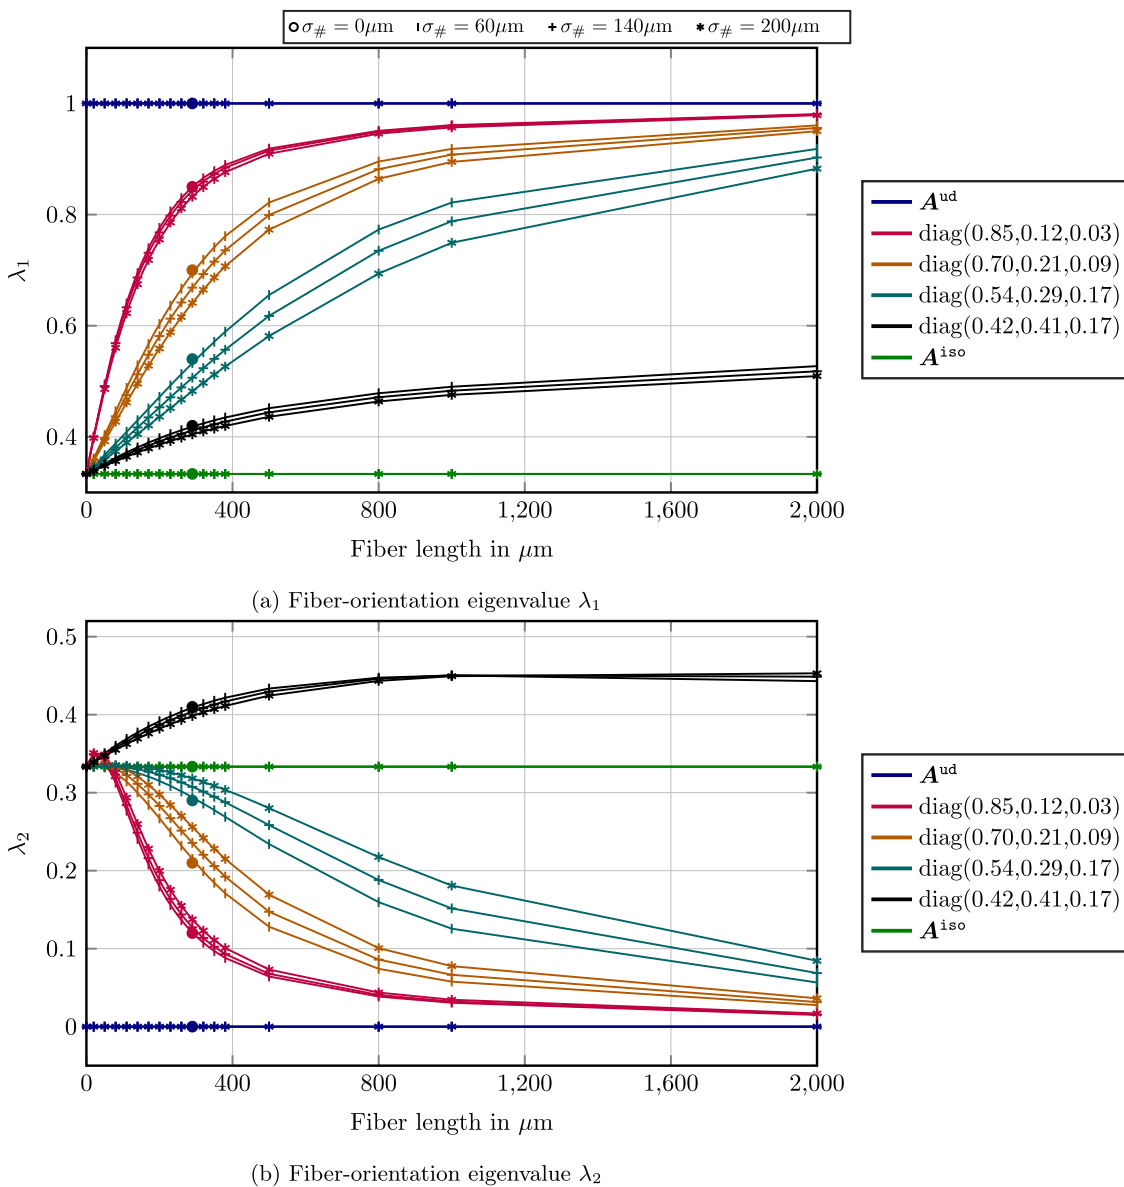 σ# = 0μm σ# = 60μm σ# = 140μm σ# = 200μm
1
0.8
0.6
0.4
λ1
0 400 800 1,200 1,600 2,000
Fiber length in μm
A^ud
diag(0.85,0.12,0.03)
diag(0.70,0.21,0.09)
diag(0.54,0.29,0.17)
diag(0.42,0.41,0.17)
A^iso
(a) Fiber-orientation eigenvalue λ1
0.5
0.4
0.3
0.2
0.1
0
λ2
0 400 800 1,200 1,600 2,000
Fiber length in μm
A^ud
diag(0.85,0.12,0.03)
diag(0.70,0.21,0.09)
diag(0.54,0.29,0.17)
diag(0.42,0.41,0.17)
A^iso
(b) Fiber-orientation eigenvalue λ2